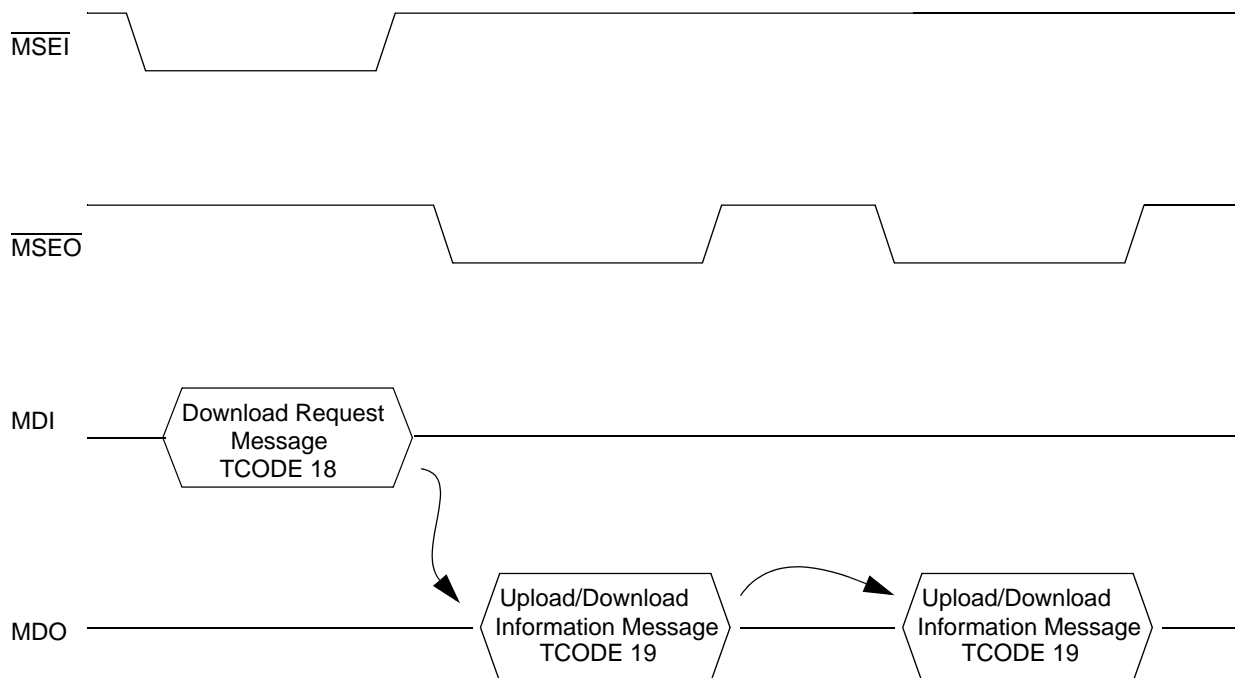 MSEI
MSEO
MDI
Download Request
Message
TCODE 18
MDO
Upload/Download
Information Message
TCODE 19
Upload/Download
Information Message
TCODE 19